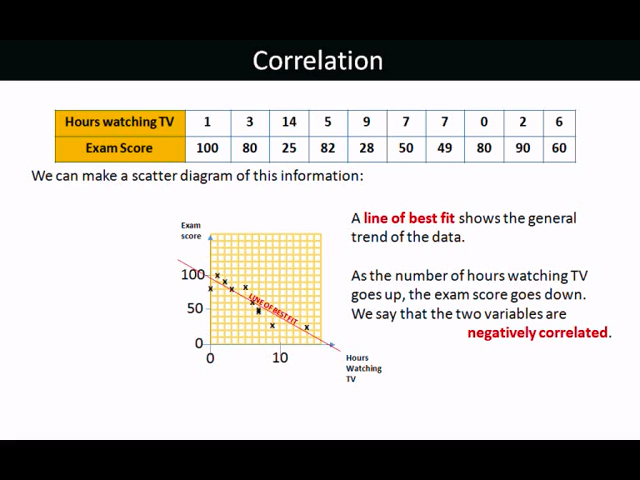 Correlation
Hours watching TV 1 3 14 5 9 7 7 0 2 6
Exam Score 100 80 25 82 28 50 49 80 90 60
We can make a scatter diagram of this information:
A line of best fit shows the general
trend of the data.
As the number of hours watching TV
goes up, the exam score goes down.
We say that the two variables are
negatively correlated.
Exam
score
100
50
0
LINE OF BEST FIT
0 10
Hours
Watching
TV